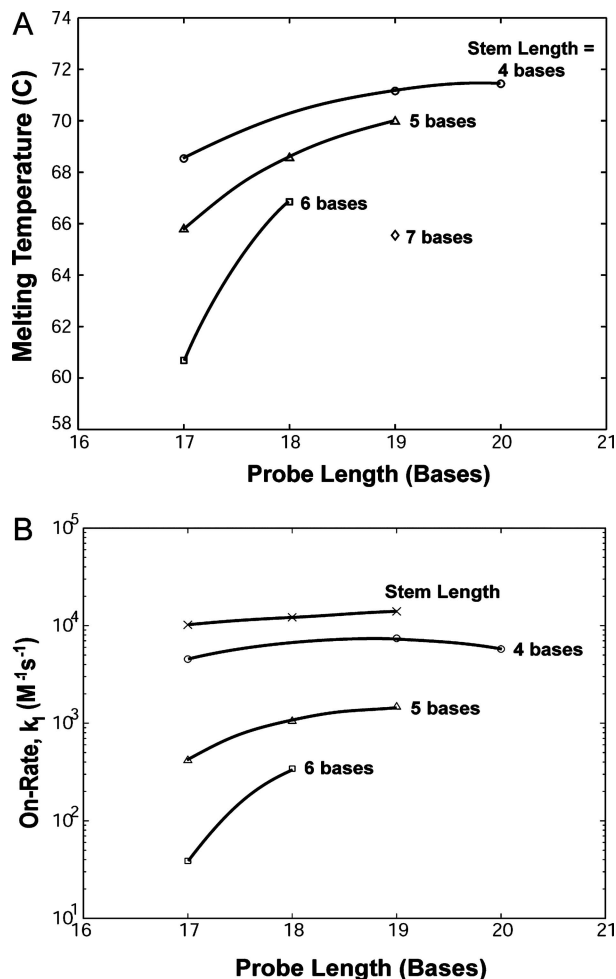 A
74
72
70
68
66
64
62
60
58
Melting Temperature (C)
Stem Length =
4 bases
5 bases
6 bases
7 bases
16
17
18
19
20
21
Probe Length (Bases)
B
10^5
10^4
10^3
10^2
10^1
On-Rate, k_1 (M^-1s^-1)
Stem Length
4 bases
5 bases
6 bases
16
17
18
19
20
21
Probe Length (Bases)